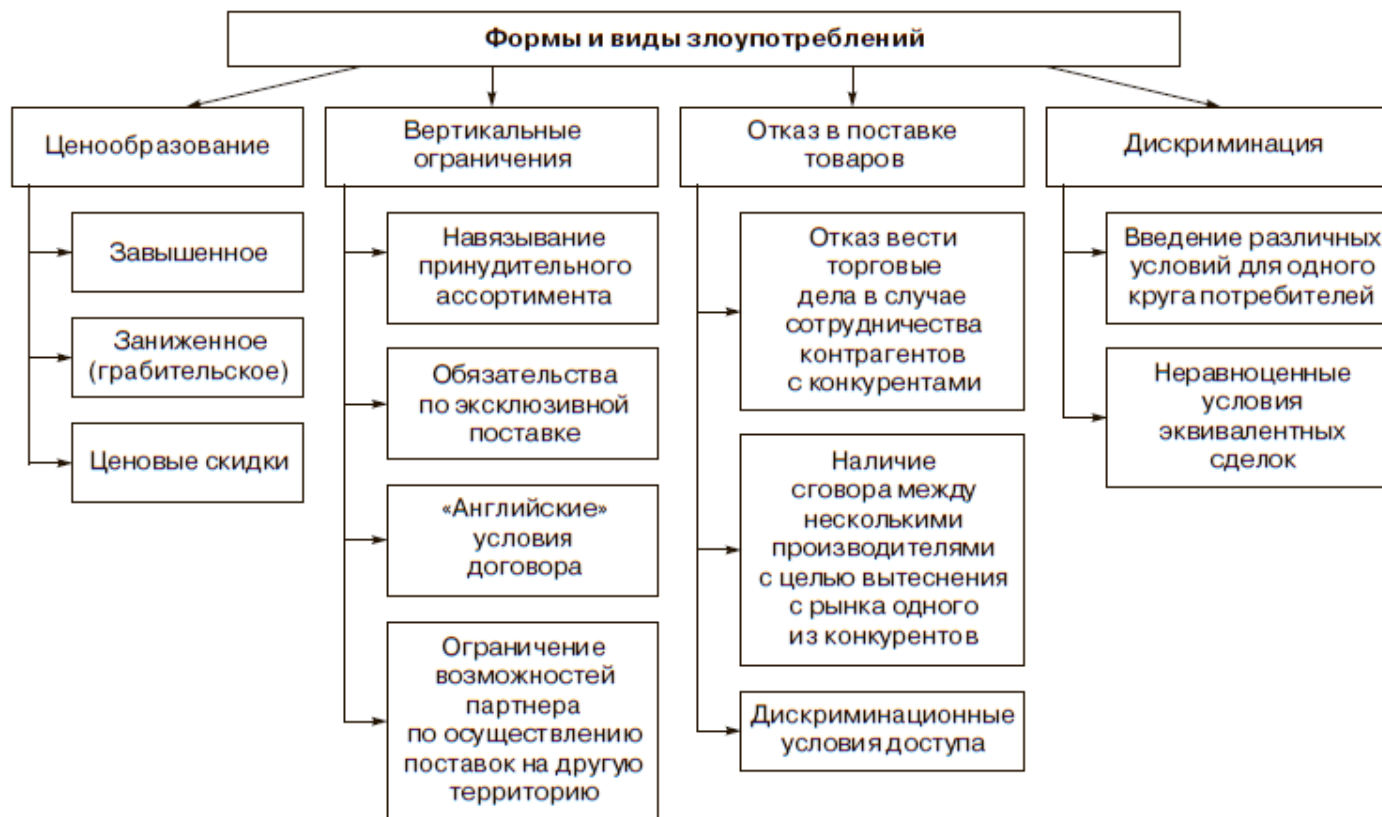 Формы и виды злоупотреблений
Ценообразование
Завышенное
Заниженное
(грабительское)
Ценовые скидки
Вертикальные
ограничения
Навязывание
принудительного
ассортимента
Обязательства
по эксклюзивной
поставке
«Английские»
условия
договора
Ограничение
возможностей
партнера
по осуществлению
поставок на другую
территорию
Отказ в поставке
товаров
Отказ вести
торговые
дела в случае
сотрудничества
контрагентов
с конкурентами
Наличие
сговора между
несколькими
производителями
с целью вытеснения
с рынка одного
из конкурентов
Дискриминационные
условия доступа
Дискриминация
Введение различных
условий для одного
круга потребителей
Неравноценные
условия
эквивалентных
сделок